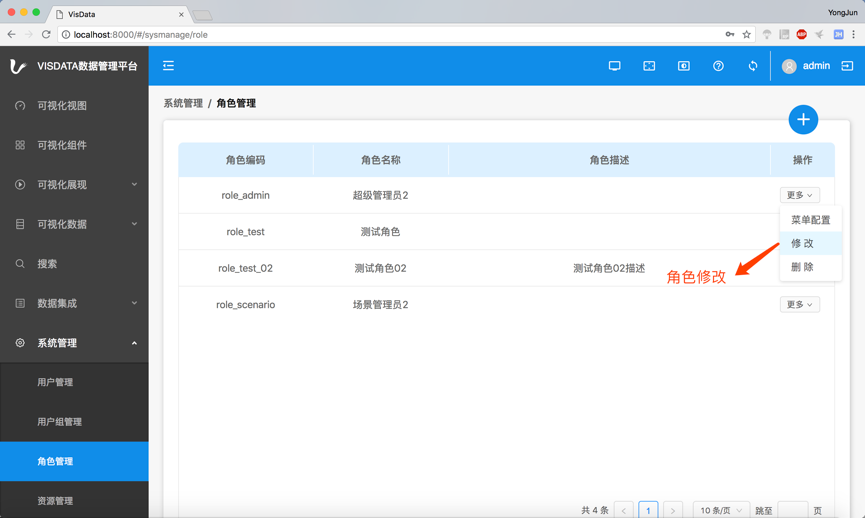 VisData
YongJun
localhost:8000/#/sysmanage/role
ABP
JH
VISDATA数据管理平台
admin
可视化视图
可视化组件
可视化展现
可视化数据
搜索
数据集成
系统管理
用户管理
用户组管理
角色管理
资源管理
系统管理 / 角色管理
角色编码 角色名称 角色描述 操作
role_admin 超级管理员2 更多
role_test 测试角色
role_test_02 测试角色02 测试角色02描述
role_scenario 场景管理员2 更多
菜单配置
修 改
删 除
角色修改
共 4 条 < 1 > 10 条/页 跳至 页